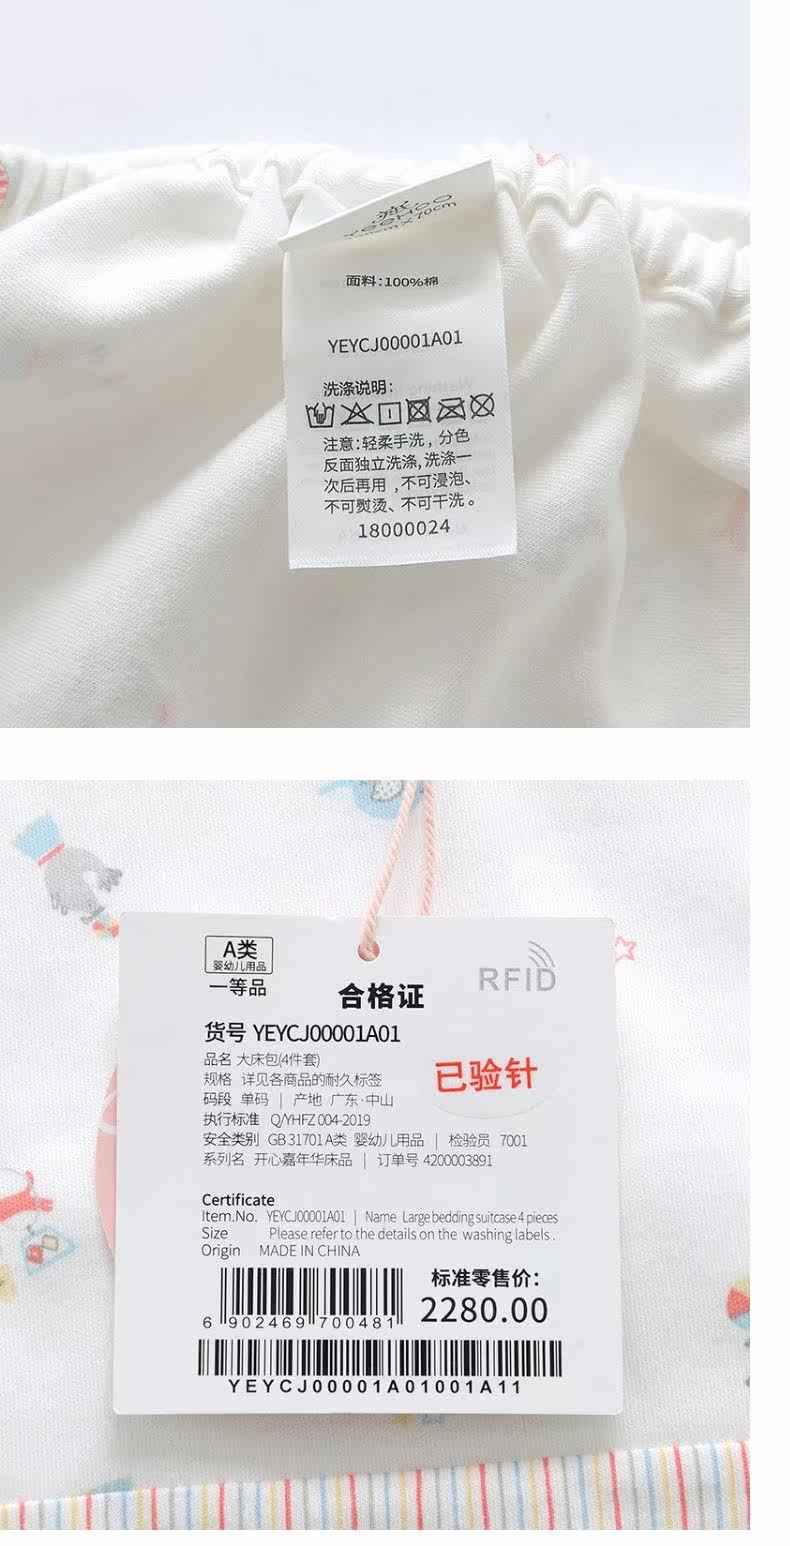 YeeHoO
面料:100%棉
YEYCJ00001A01
洗涤说明:
注意:轻柔手洗,分色
反面独立洗涤,洗涤一
次后再用,不可浸泡、
不可熨烫、不可干洗。
18000024
A类
婴幼儿用品
一等品
RFID
合格证
货号 YEYCJ00001A01
品名 大床包(4件套)
规格 详见各商品的耐久标签
已验针
码段 单码 | 产地 广东·中山
执行标准 Q/YHFZ 004-2019
安全类别 GB 31701 A类 婴幼儿用品 | 检验员 7001
系列名 开心嘉年华床品 | 订单号 4200003891
Certificate
Item.No. YEYCJ00001A01 | Name Large bedding suitcase 4 pieces
Size Please refer to the details on the washing labels .
Origin MADE IN CHINA
标准零售价:
2280.00
6 902469 700481
YEYCJ00001A01001A11